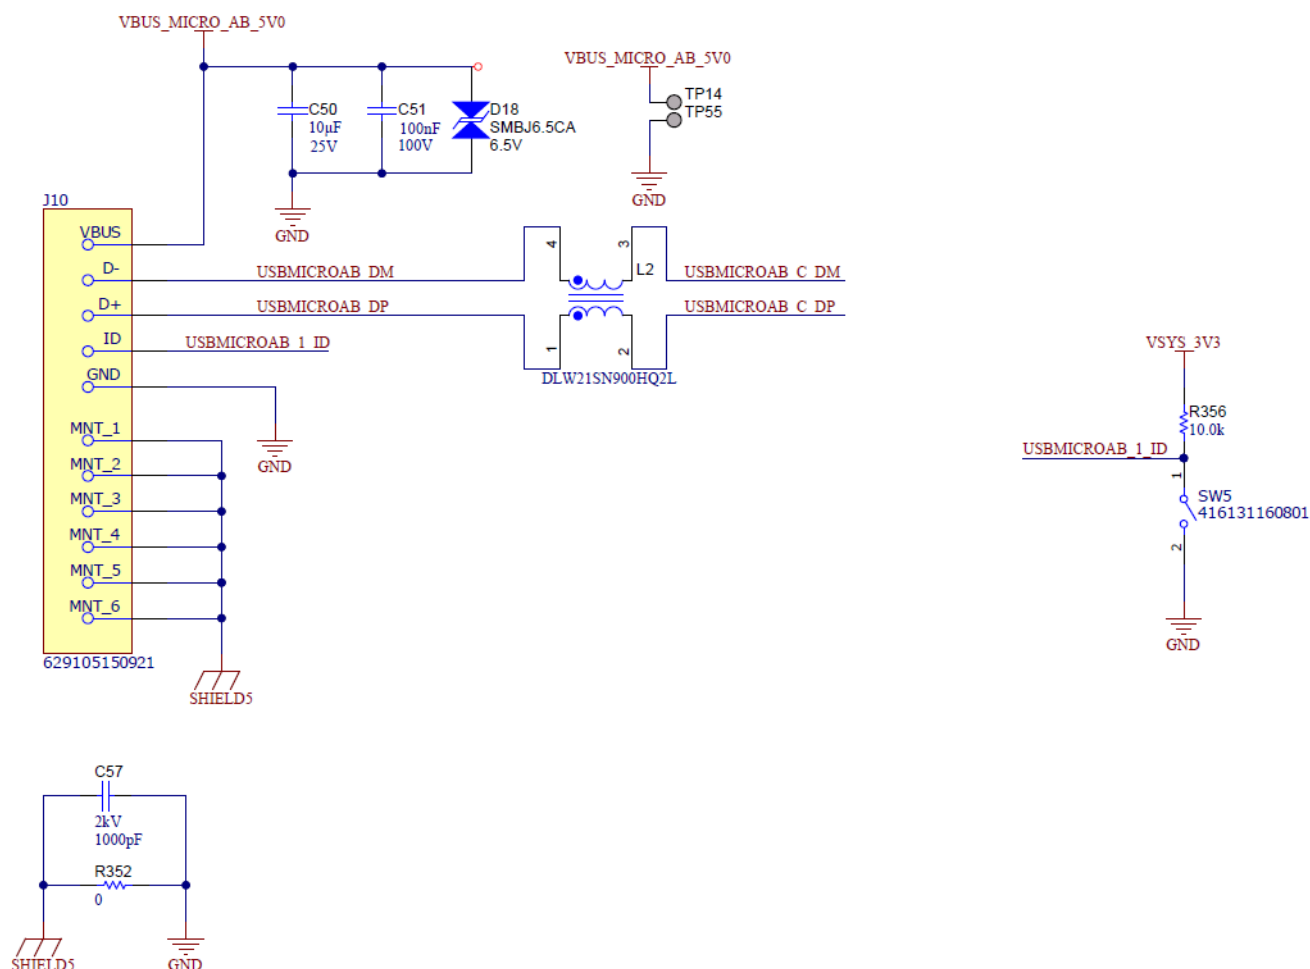 VBUS_MICRO_AB_5V0
C50
10µF
25V
C51
100nF
100V
D18
SMBJ6.5CA
6.5V
GND
VBUS_MICRO_AB_5V0
TP14
TP55
GND
J10
VBUS
D-
D+
ID
GND
MNT_1
MNT_2
MNT_3
MNT_4
MNT_5
MNT_6
629105150921
USBMICROAB_DM
USBMICROAB_DP
USBMICROAB_1_ID
GND
SHIELD5
4
3
L2
1
2
DLW21SN900HQ2L
USBMICROAB_C_DM
USBMICROAB_C_DP
VSYS_3V3
R356
10.0k
USBMICROAB_1_ID
1
SW5
416131160801
2
GND
C57
2kV
1000pF
R352
0
SHIELD5
GND